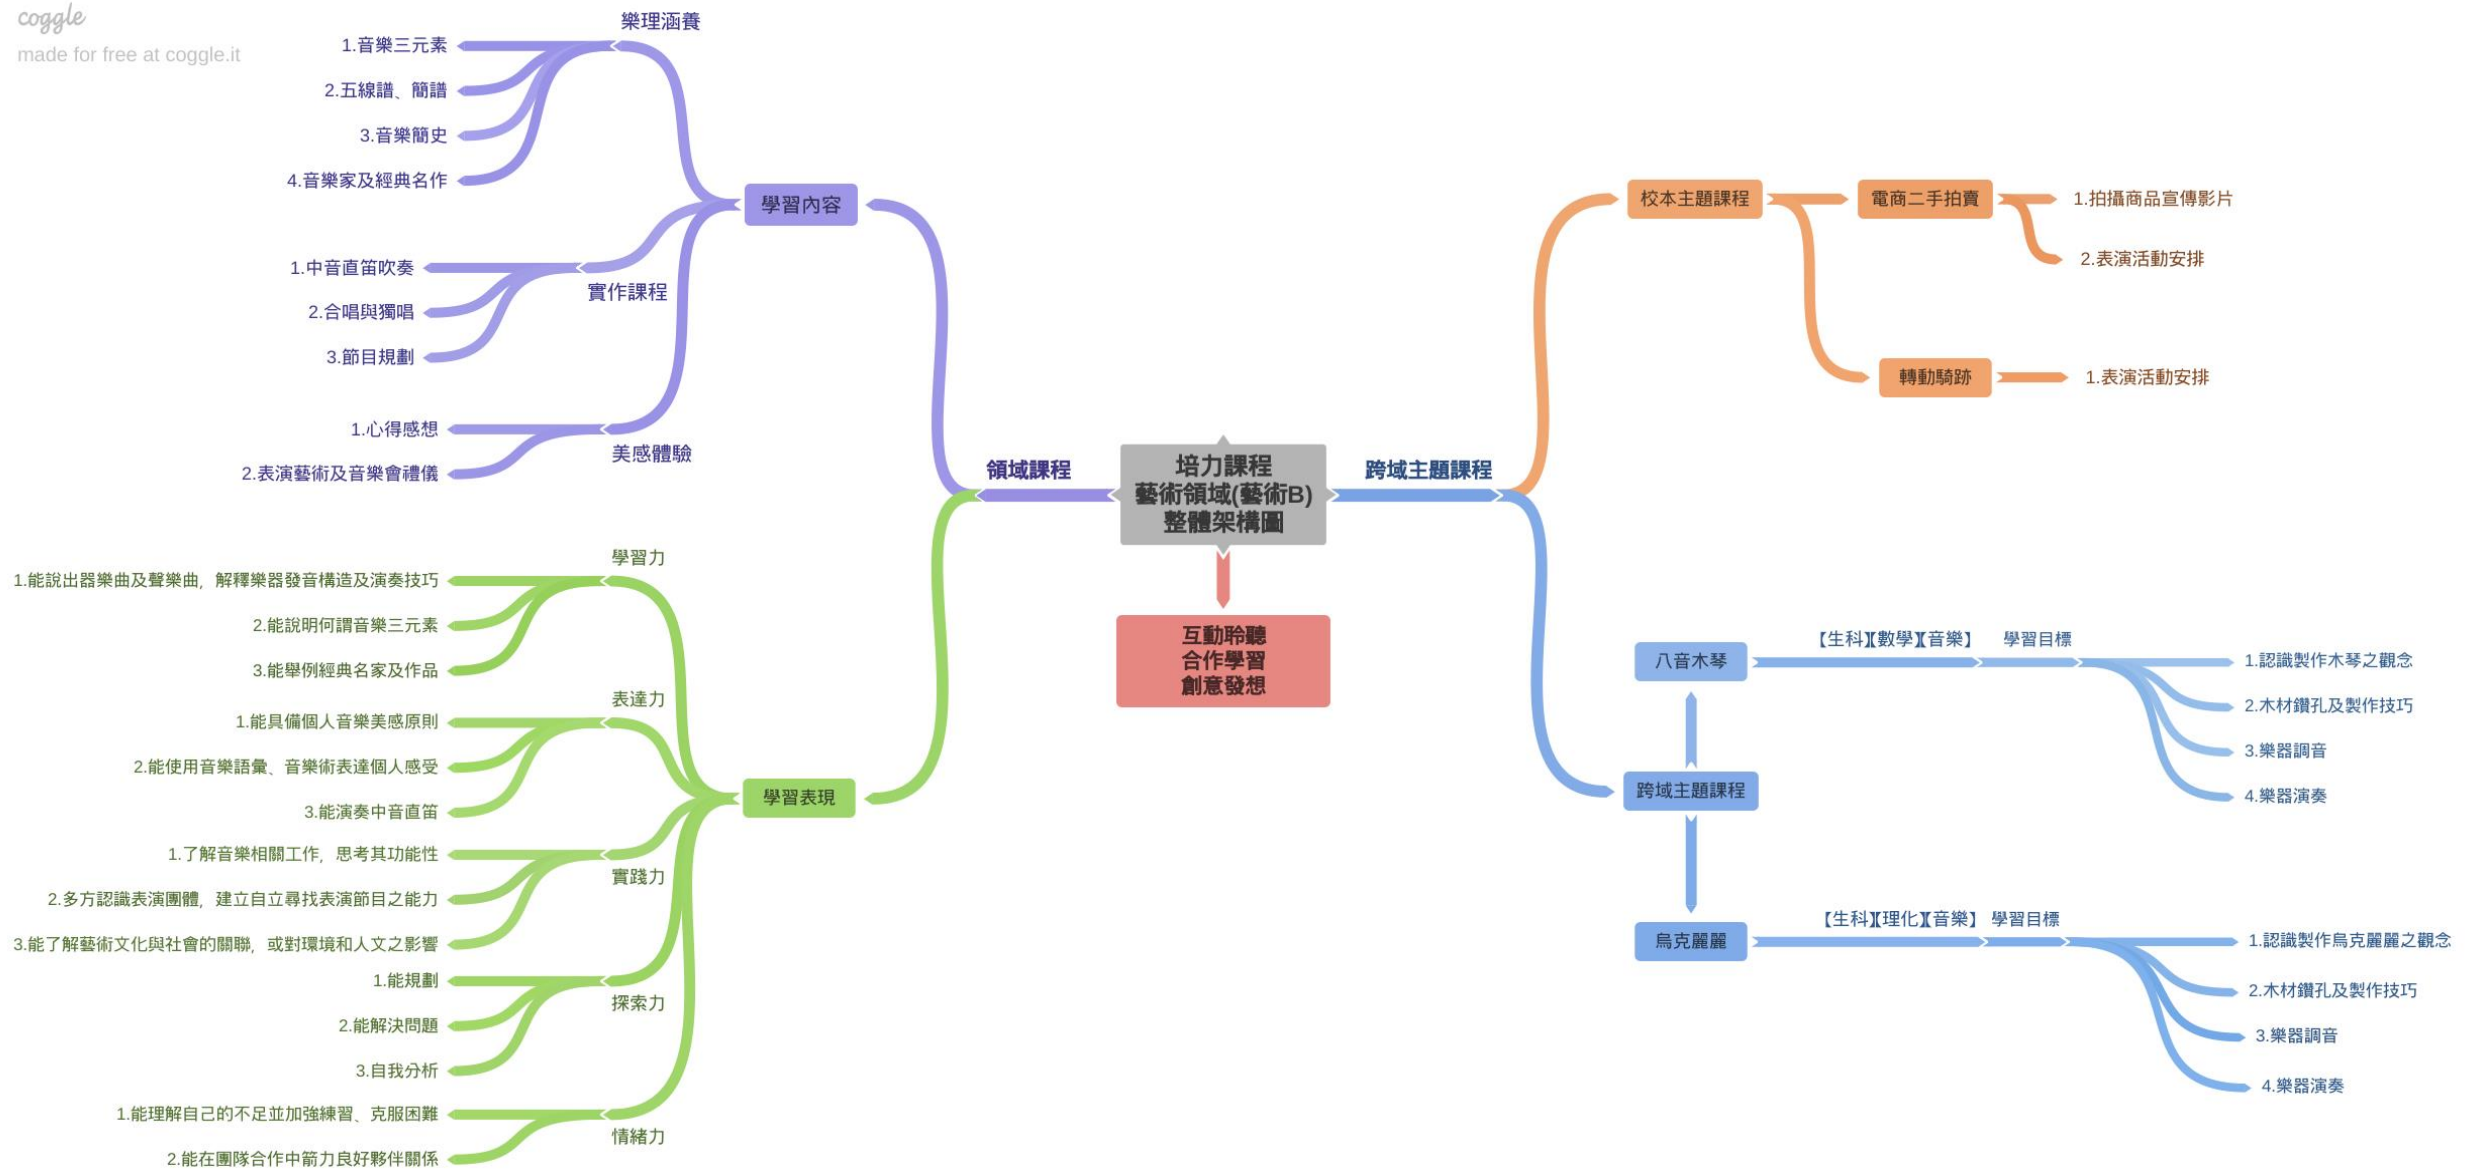 coggle
made for free at coggle.it
樂理涵養
1.音樂三元素
2.五線譜、簡譜
3.音樂簡史
4.音樂家及經典名作
學習內容
1.中音直笛吹奏
2.合唱與獨唱
3.節目規劃
實作課程
1.心得感想
2.表演藝術及音樂會禮儀
美感體驗
領域課程
學習力
1.能說出器樂曲及聲樂曲，解釋樂器發音構造及演奏技巧
2.能說明何謂音樂三元素
3.能舉例經典名家及作品
表達力
1.能具備個人音樂美感原則
2.能使用音樂語彙、音樂術表達個人感受
3.能演奏中音直笛
學習表現
1.了解音樂相關工作，思考其功能性
2.多方認識表演團體，建立自立尋找表演節目之能力
3.能了解藝術文化與社會的關聯，或對環境和人文之影響
實踐力
1.能規劃
2.能解決問題
3.自我分析
探索力
1.能理解自己的不足並加強練習、克服困難
2.能在團隊合作中箭力良好夥伴關係
情緒力
培力課程
藝術領域(藝術B)
整體架構圖
互動聆聽
合作學習
創意發想
跨域主題課程
校本主題課程
電商二手拍賣
1.拍攝商品宣傳影片
2.表演活動安排
轉動騎跡
1.表演活動安排
八音木琴
【生科】【數學】【音樂】
學習目標
1.認識製作木琴之觀念
2.木材鑽孔及製作技巧
3.樂器調音
4.樂器演奏
跨域主題課程
烏克麗麗
【生科】【理化】【音樂】
學習目標
1.認識製作烏克麗麗之觀念
2.木材鑽孔及製作技巧
3.樂器調音
4.樂器演奏